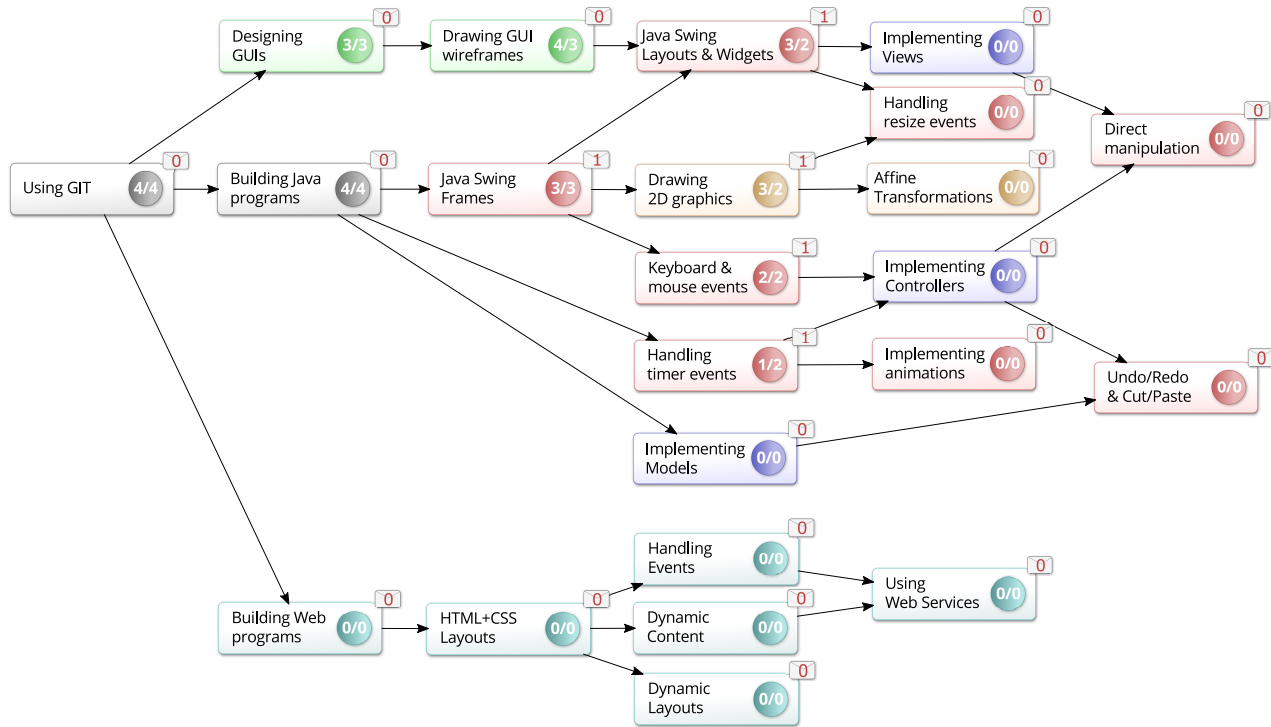 0
Designing
GUIs
3/3
0
Drawing GUI
wireframes
4/3
1
Java Swing
Layouts & Widgets
3/2
0
Implementing
Views
0/0
0
Handling
resize events
0/0
0
Direct
manipulation
0/0
0
Using GIT
4/4
0
Building Java
programs
4/4
1
Java Swing
Frames
3/3
1
Drawing
2D graphics
3/2
0
Affine
Transformations
0/0
1
Keyboard &
mouse events
2/2
0
Implementing
Controllers
0/0
1
Handling
timer events
1/2
0
Implementing
animations
0/0
0
Undo/Redo
& Cut/Paste
0/0
0
Implementing
Models
0/0
0
Handling
Events
0/0
0
Using
Web Services
0/0
0
Building Web
programs
0/0
0
HTML+CSS
Layouts
0/0
0
Dynamic
Content
0/0
0
Dynamic
Layouts
0/0